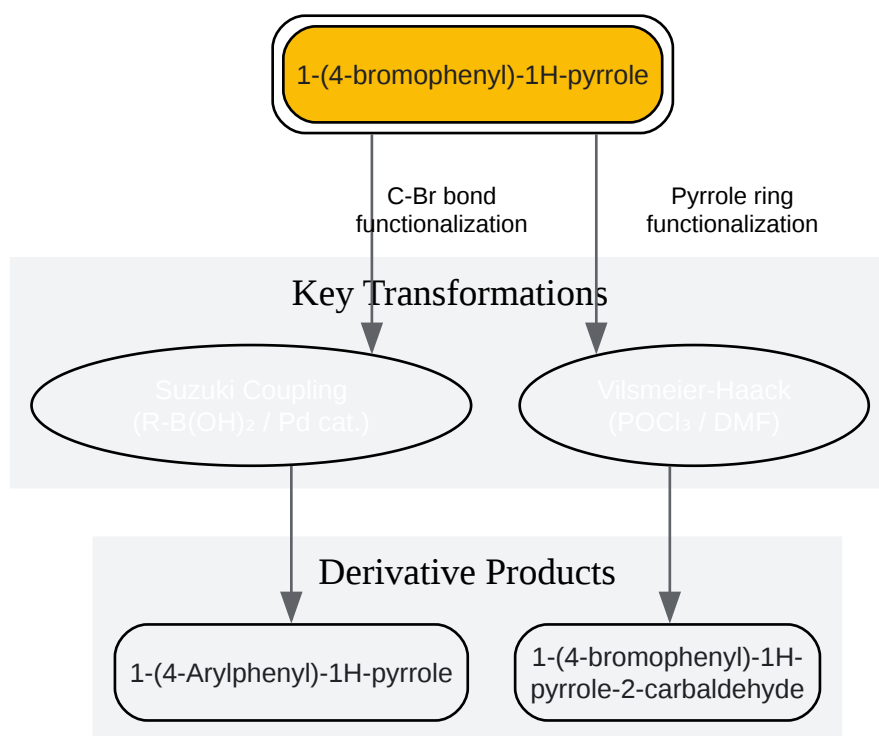 1-(4-bromophenyl)-1H-pyrrole
C-Br bond
functionalization
Pyrrole ring
functionalization
Key Transformations
Suzuki Coupling
(R-B(OH)₂ / Pd cat.)
Vilsmeier-Haack
(POCl₃ / DMF)
Derivative Products
1-(4-Arylphenyl)-1H-pyrrole
1-(4-bromophenyl)-1H-
pyrrole-2-carbaldehyde